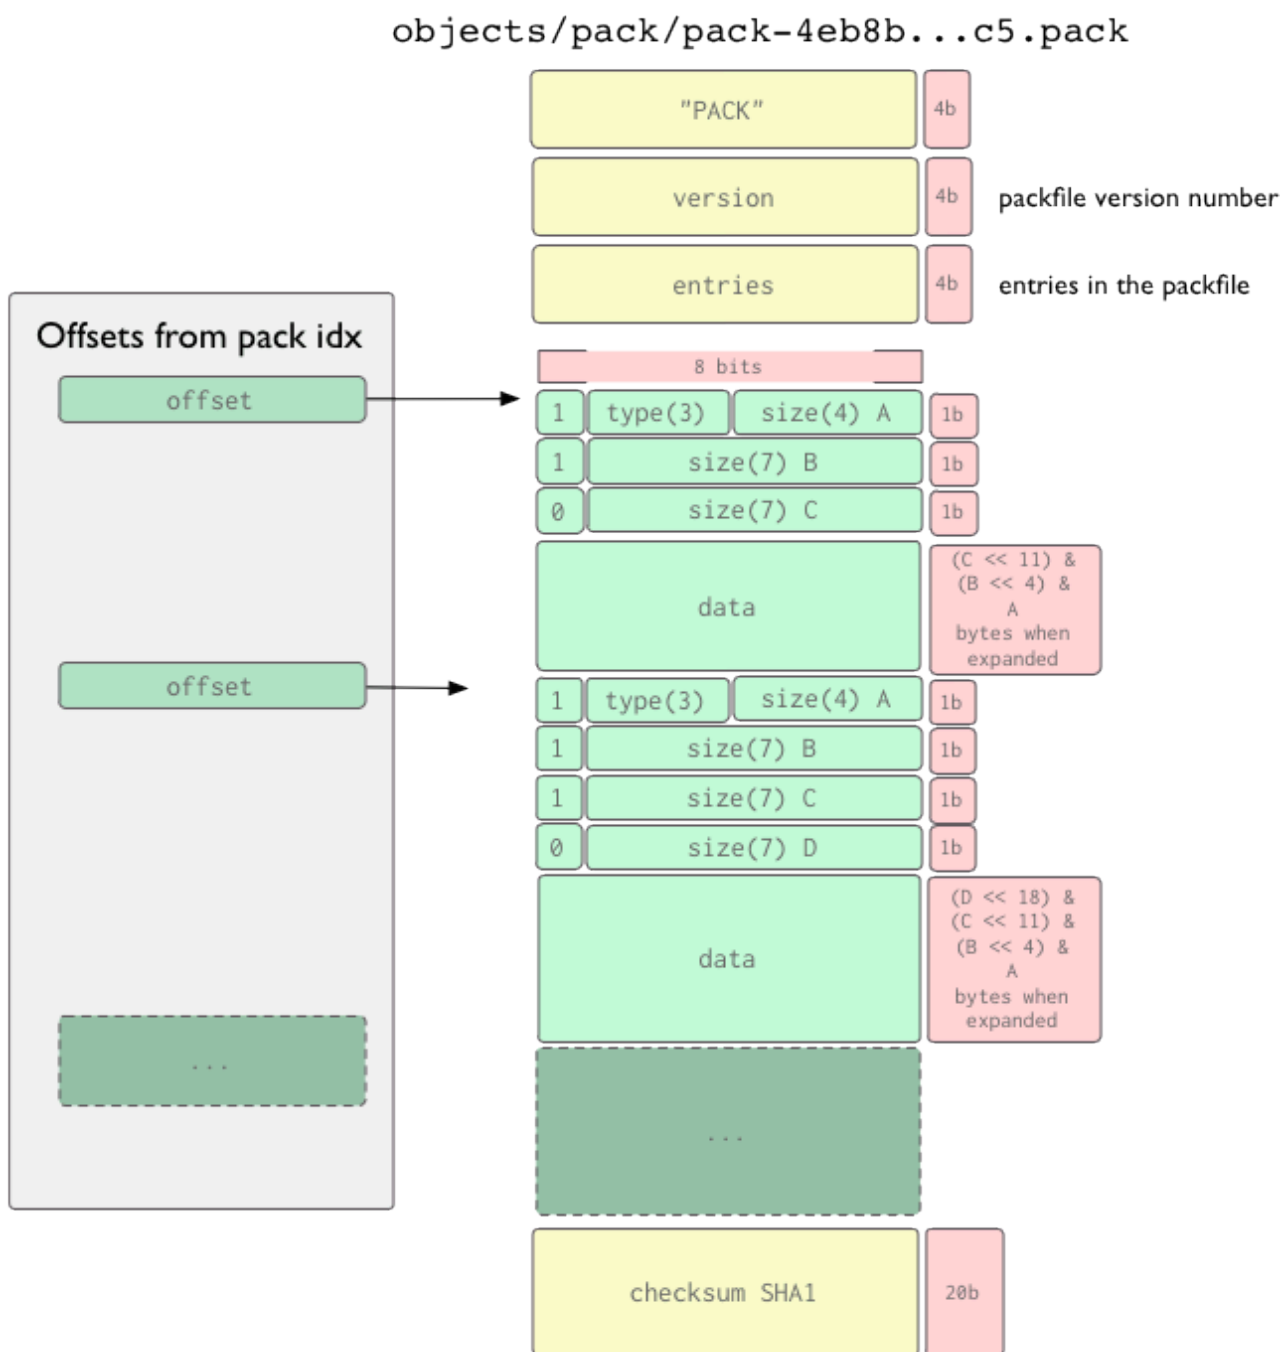 objects/pack/pack-4eb8b...c5.pack
"PACK" 4b
version 4b packfile version number
entries 4b entries in the packfile
Offsets from pack idx
8 bits
offset
1 type(3) size(4) A 1b
1 size(7) B 1b
0 size(7) C 1b
data
(C << 11) &
(B << 4) &
A
bytes when
expanded
offset
1 type(3) size(4) A 1b
1 size(7) B 1b
1 size(7) C 1b
0 size(7) D 1b
data
(D << 18) &
(C << 11) &
(B << 4) &
A
bytes when
expanded
...
...
checksum SHA1 20b